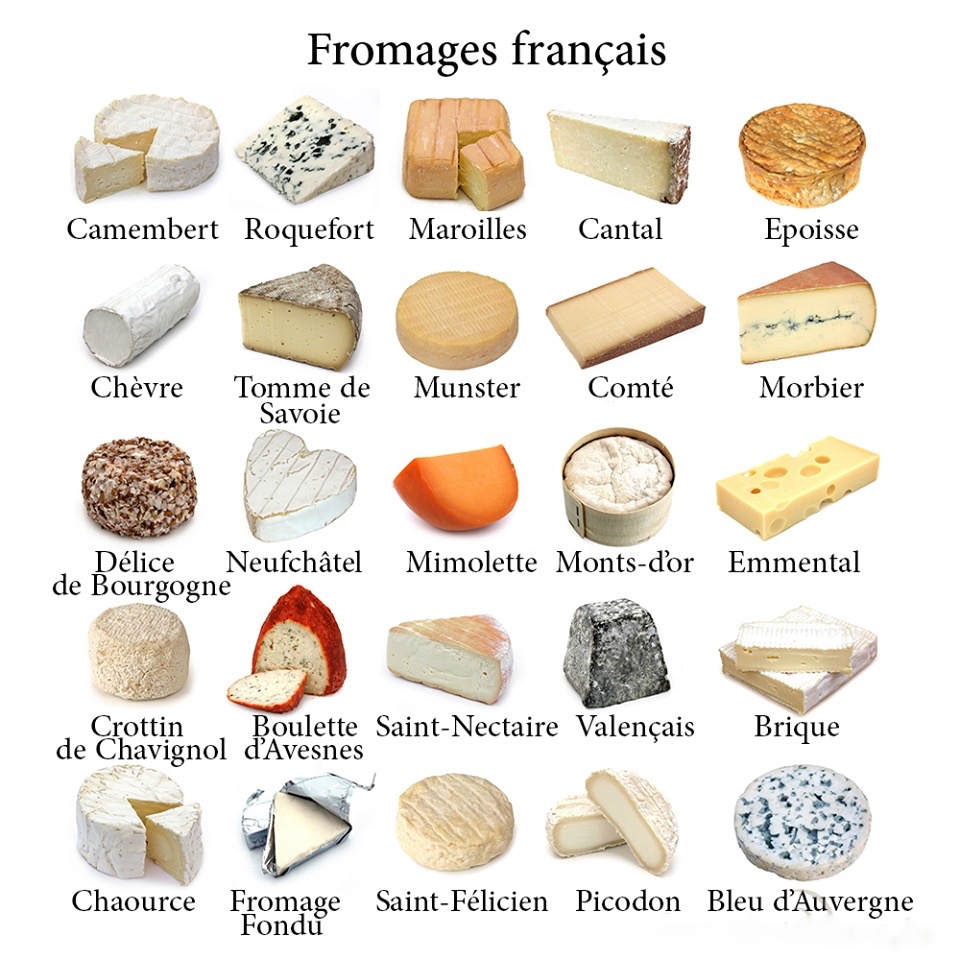 Fromages français
Camembert
Roquefort
Maroilles
Cantal
Epoisse
Chèvre
Tomme de
Savoie
Munster
Comté
Morbier
Délice
de Bourgogne
Neufchâtel
Mimolette
Monts-d’or
Emmental
Crottin
de Chavignol
Boulette
d’Avesnes
Saint-Nectaire
Valençais
Brique
Chaource
Fromage
Fondu
Saint-Félicien
Picodon
Bleu d’Auvergne